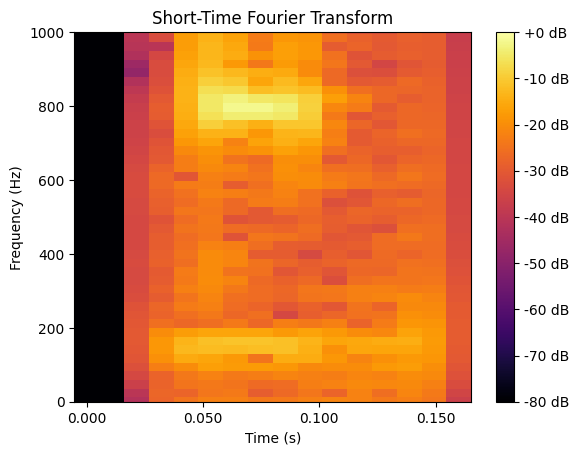 Short-Time Fourier Transform
1000
800
600
400
200
0
Frequency (Hz)
0.000
0.050
0.100
0.150
Time (s)
+0 dB
-10 dB
-20 dB
-30 dB
-40 dB
-50 dB
-60 dB
-70 dB
-80 dB